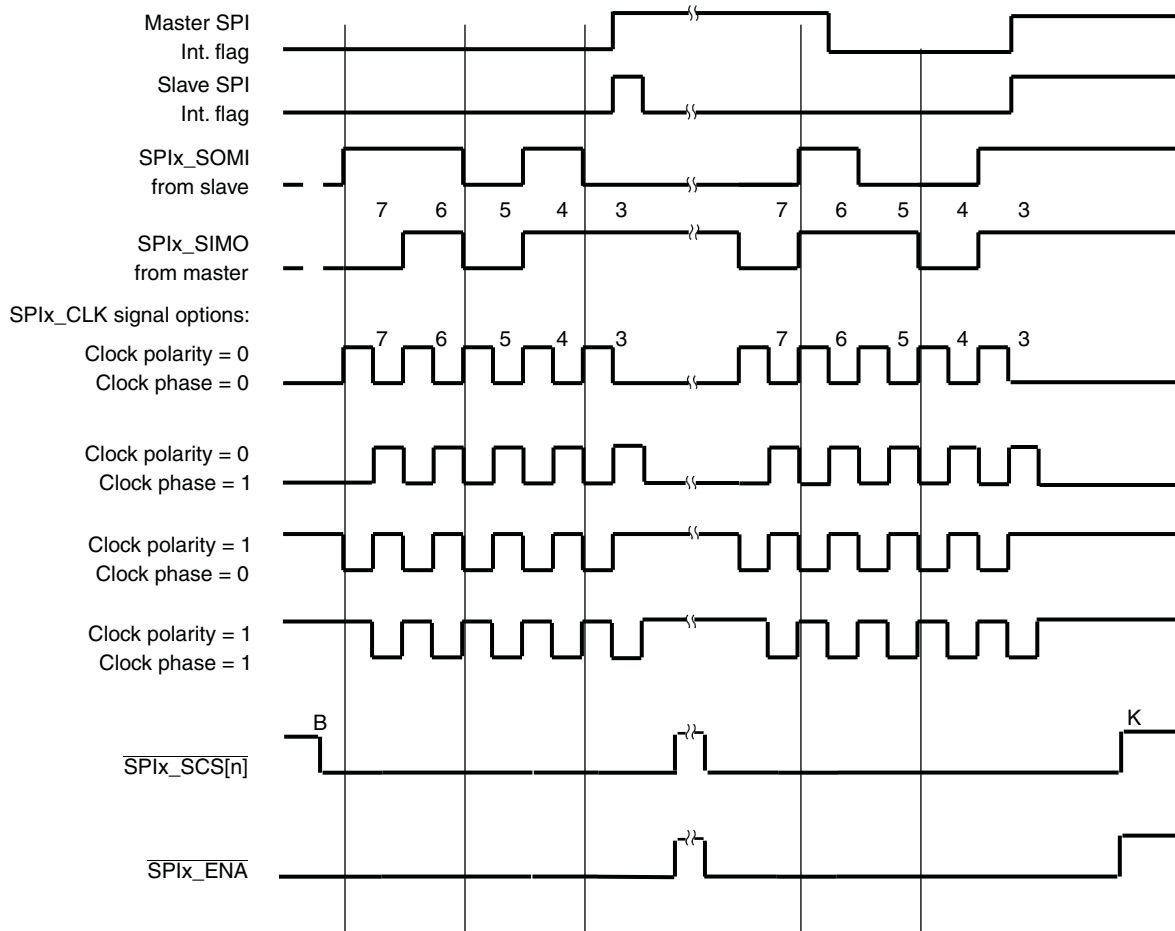 Master SPI
Int. flag
Slave SPI
Int. flag
SPIx_SOMI
from slave
7 6 5 4 3 7 6 5 4 3
SPIx_SIMO
from master
SPIx_CLK signal options:
7 6 5 4 3 7 6 5 4 3
Clock polarity = 0
Clock phase = 0
Clock polarity = 0
Clock phase = 1
Clock polarity = 1
Clock phase = 0
Clock polarity = 1
Clock phase = 1
B K
SPIx_SCS[n]
SPIx_ENA